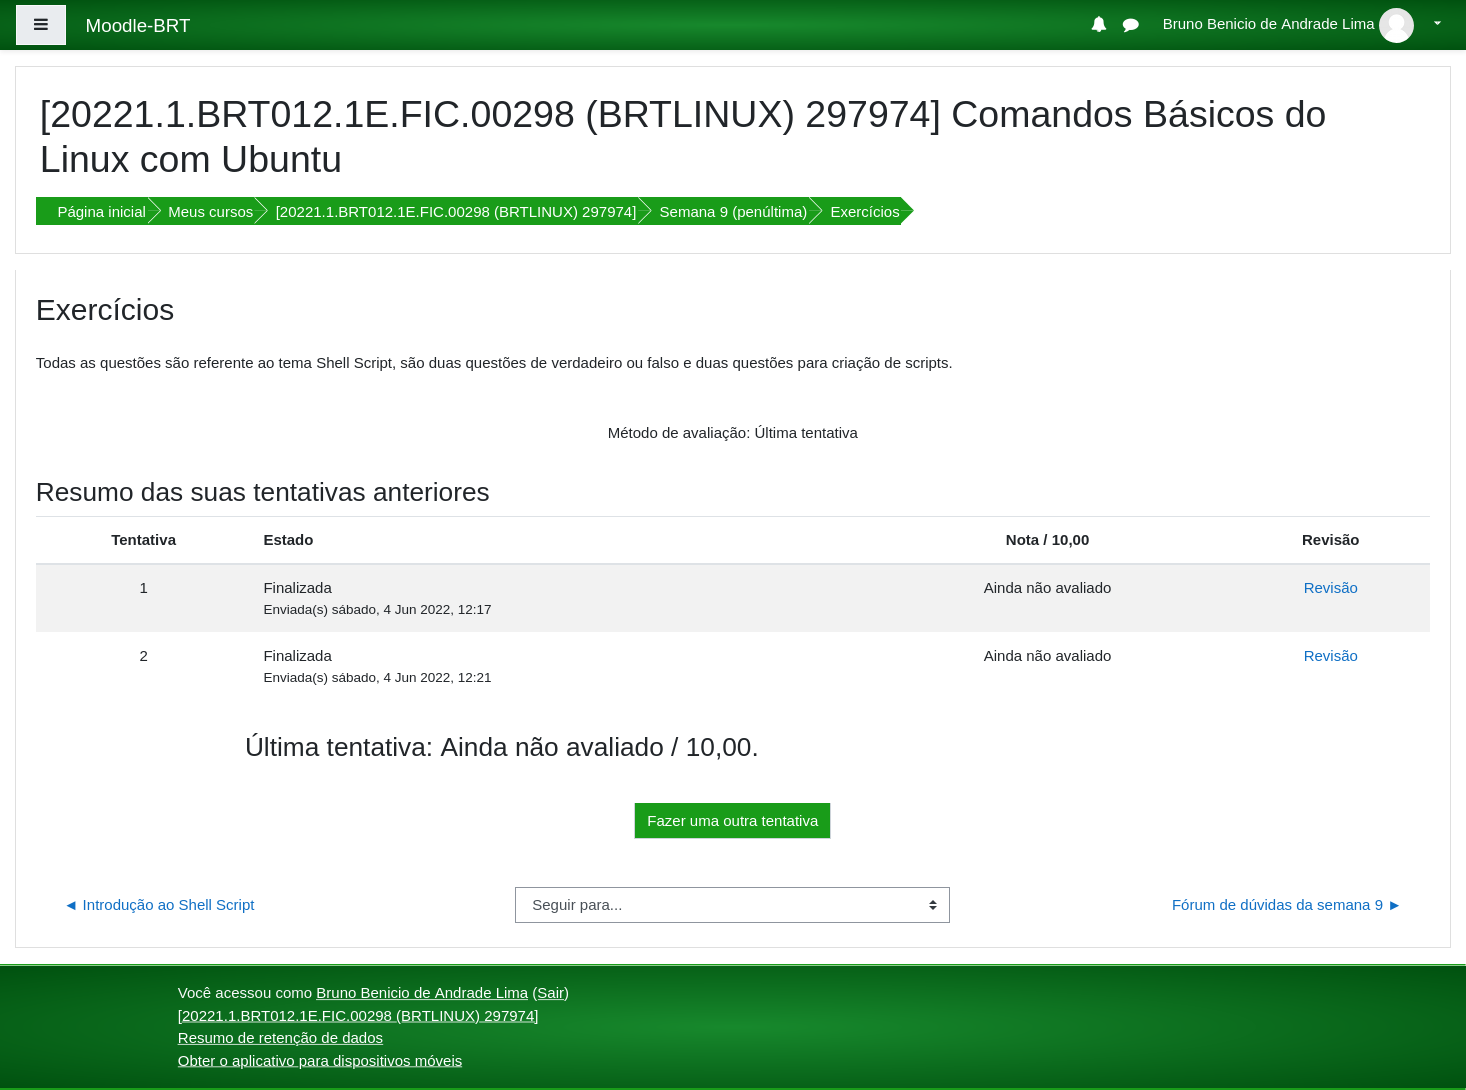 Moodle-BRT
Bruno Benicio de Andrade Lima
[20221.1.BRT012.1E.FIC.00298 (BRTLINUX) 297974] Comandos Básicos do
Linux com Ubuntu
Página inicial Meus cursos [20221.1.BRT012.1E.FIC.00298 (BRTLINUX) 297974] Semana 9 (penúltima) Exercícios
Exercícios
Todas as questões são referente ao tema Shell Script, são duas questões de verdadeiro ou falso e duas questões para criação de scripts.
Método de avaliação: Última tentativa
Resumo das suas tentativas anteriores
Tentativa Estado Nota / 10,00 Revisão
1 Finalizada Ainda não avaliado Revisão
Enviada(s) sábado, 4 Jun 2022, 12:17
2 Finalizada Ainda não avaliado Revisão
Enviada(s) sábado, 4 Jun 2022, 12:21
Última tentativa: Ainda não avaliado / 10,00.
Fazer uma outra tentativa
◄ Introdução ao Shell Script
Seguir para...
Fórum de dúvidas da semana 9 ►
Você acessou como Bruno Benicio de Andrade Lima (Sair)
[20221.1.BRT012.1E.FIC.00298 (BRTLINUX) 297974]
Resumo de retenção de dados
Obter o aplicativo para dispositivos móveis